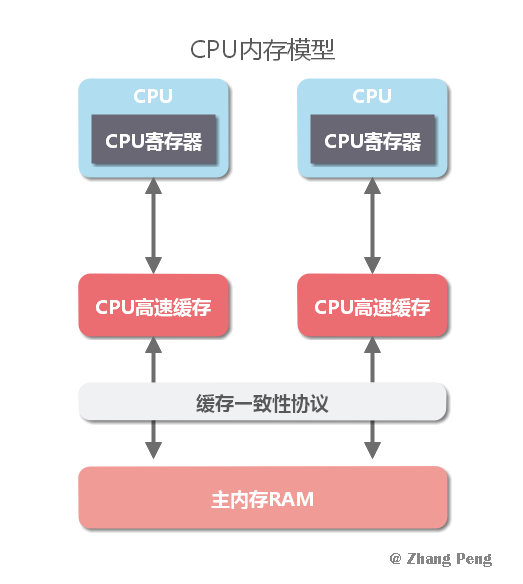 CPU内存模型
CPU
CPU
CPU寄存器
CPU寄存器
CPU高速缓存
CPU高速缓存
缓存一致性协议
主内存RAM
@ Zhang Peng